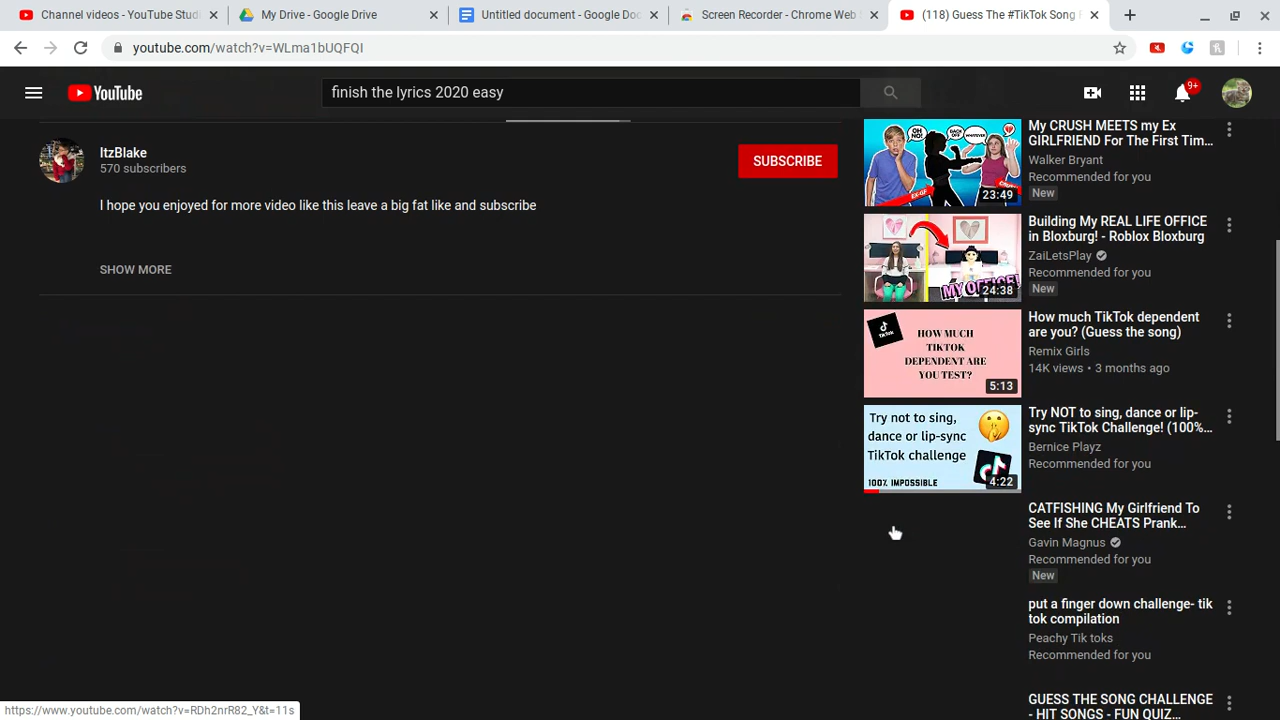 Channel videos - YouTube Stud
My Drive - Google Drive
Untitled document - Google Doc
Screen Recorder - Chrome Web
(118) Guess The #TikTok Song
youtube.com/watch?v=WLma1bUQFQI
YouTube
finish the lyrics 2020 easy
9+
ItzBlake
570 subscribers
SUBSCRIBE
I hope you enjoyed for more video like this leave a big fat like and subscribe
SHOW MORE
OH NO!
BACK OFF
WHATEVER
23:49
My CRUSH MEETS my Ex
GIRLFRIEND For The First Tim...
Walker Bryant
Recommended for you
New
MY OFFICE!
24:38
Building My REAL LIFE OFFICE
in Bloxburg! - Roblox Bloxburg
ZaiLetsPlay
Recommended for you
New
HOW MUCH
TIKTOK
DEPENDENT ARE
YOU TEST?
5:13
How much TikTok dependent
are you? (Guess the song)
Remix Girls
14K views • 3 months ago
Try not to sing,
dance or lip-sync
TikTok challenge
100% IMPOSSIBLE
4:22
Try NOT to sing, dance or lip-
sync TikTok Challenge! (100%...
Bernice Playz
Recommended for you
CATFISHING My Girlfriend To
See If She CHEATS Prank...
Gavin Magnus
Recommended for you
New
put a finger down challenge- tik
tok compilation
Peachy Tik toks
Recommended for you
GUESS THE SONG CHALLENGE
- HIT SONGS - FUN QUIZ...
https://www.youtube.com/watch?v=RDh2nrR82_Y&t=11s